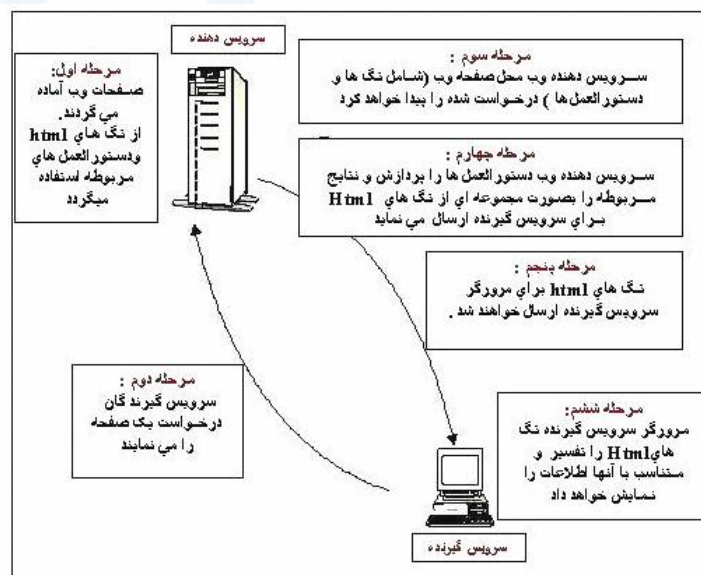 سرویس دهنده
مرحله اول:
صفحات وب آماده
می گردند.
از تگ های html
ودستورالعمل های
مربوطه استفاده
میگردد
مرحله دوم :
سرویس گیرند گان
درخواست یک صفحه
را می نمایند
مرحله سوم :
سرویس دهنده وب محل صفحه وب (شامل تگ ها و
دستورالعمل ها ) درخواست شده را پیدا خواهد کرد
مرحله چهارم :
سرویس دهنده وب دستورالعمل ها را پردازش و نتایج
مربوطه را بصورت مجموعه ای از تگ های Html
برای سرویس گیرنده ارسال می نماید
مرحله پنجم :
تگ های html برای مرورگر
سرویس گیرنده ارسال خواهند شد .
مرحله ششم:
مرورگر سرویس گیرنده تگ
هایHtml را تفسیر و
متناسب با آنها اطلاعات را
نمایش خواهد داد
سرویس گیرنده